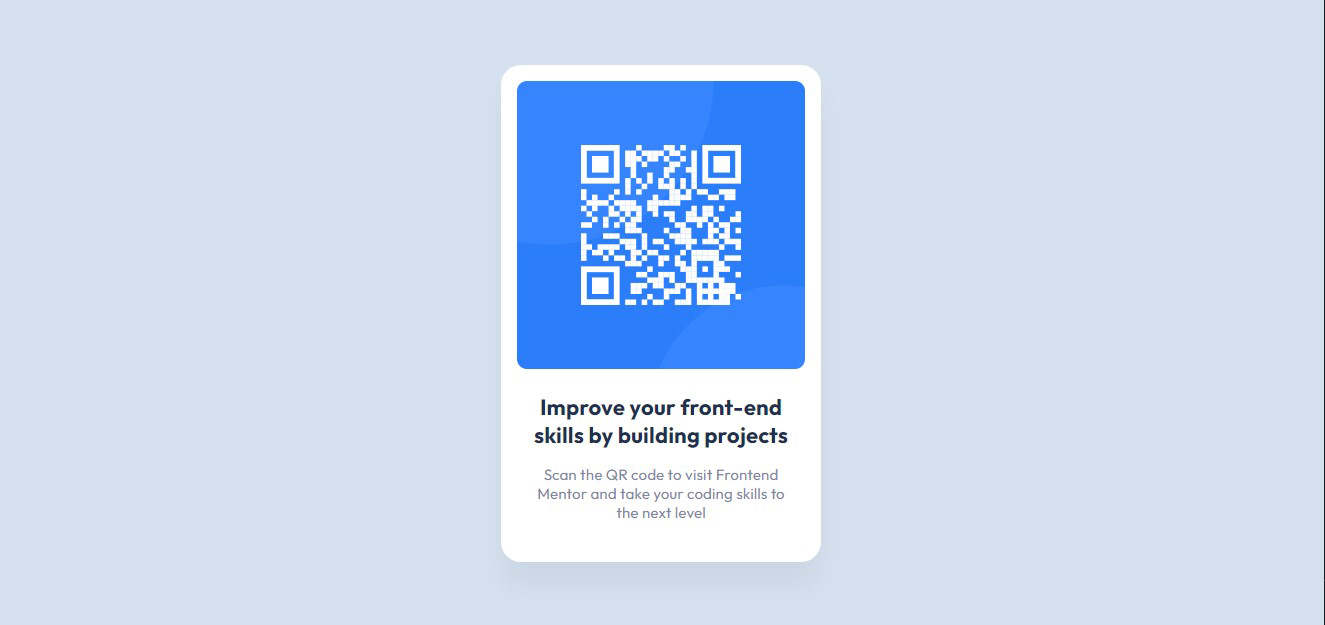 Improve your front-end
skills by building projects
Scan the QR code to visit Frontend
Mentor and take your coding skills to
the next level